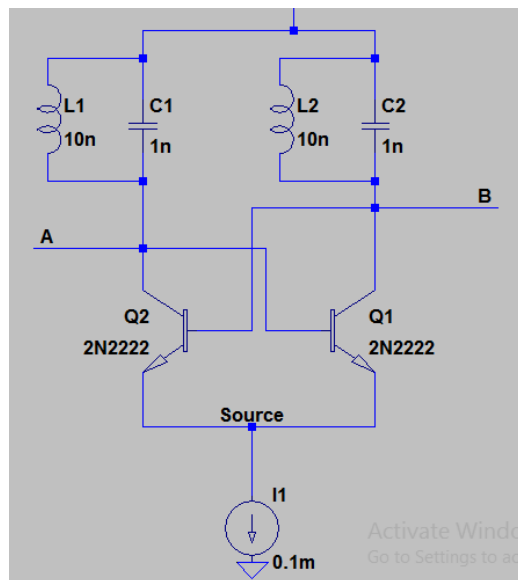 L1
C1
L2
C2
10n
1n
10n
1n
A
B
Q2
Q1
2N2222
2N2222
Source
I1
0.1m
Activate Windo
Go to Settings to ac